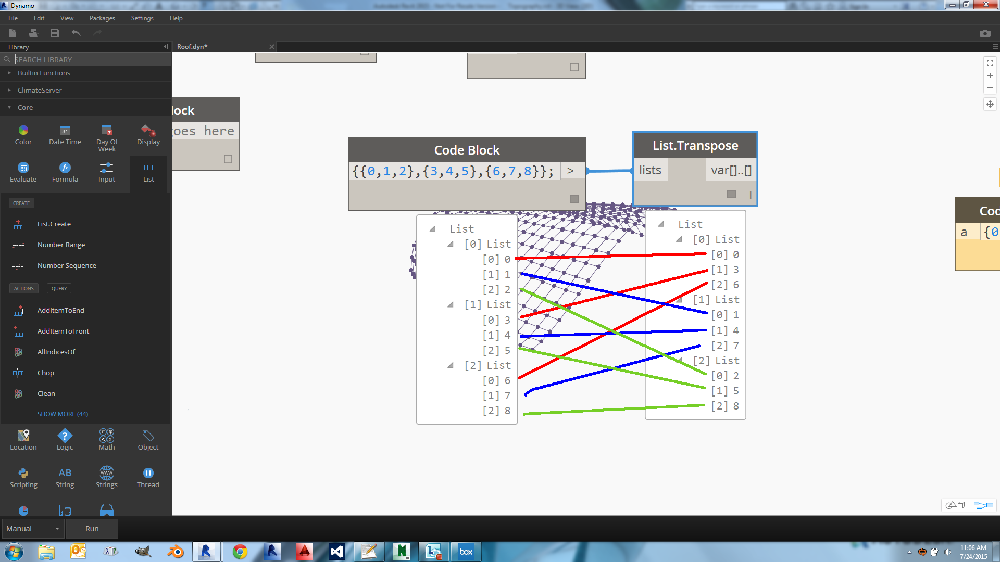 Dynamo
File Edit View Packages Settings Help
Library
Roof.dyn*
SEARCH LIBRARY
Builtin Functions
ClimateServer
Core
Color
31
Date Time
7
Day Of Week
Display
Evaluate
fx
Formula
Input
List
CREATE
List.Create
Number Range
Number Sequence
ACTIONS QUERY
AddItemToEnd
AddItemToFront
AllIndicesOf
Chop
Clean
SHOW MORE (44)
Location
?
Logic
Math
Object
Scripting
AB
String
www
Strings
Thread
Manual
Run
lock
oes here
Code Block
{{0,1,2},{3,4,5},{6,7,8}}; >
List
[0] List
[0] 0
[1] 1
[2] 2
[1] List
[0] 3
[1] 4
[2] 5
[2] List
[0] 6
[1] 7
[2] 8
List.Transpose
lists var[]..[]
List
[0] List
[0] 0
[1] 3
[2] 6
[1] List
[0] 1
[1] 4
[2] 7
[2] List
[0] 2
[1] 5
[2] 8
Cod
a {0
box
11:06 AM
7/24/2015